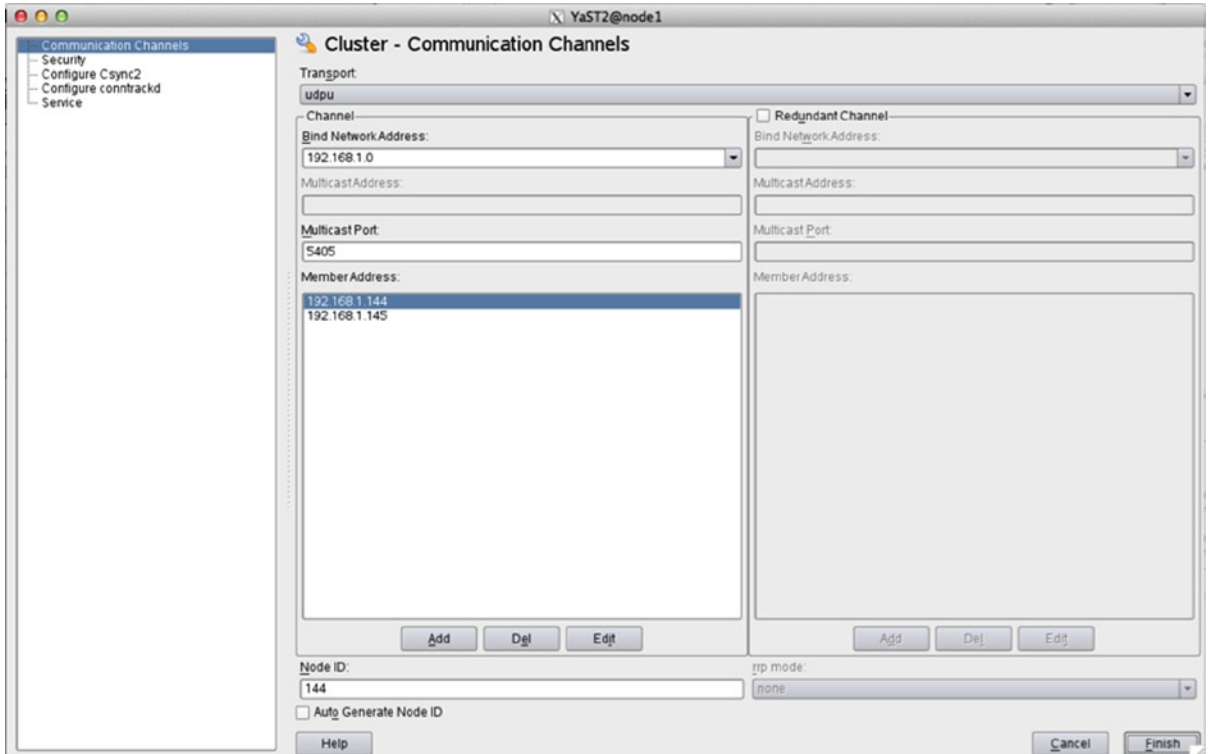 YaST2@node1
Communication Channels
Security
Configure Csync2
Configure conntrackd
Service
Cluster - Communication Channels
Transport:
udpu
Channel
Bind Network Address:
192.168.1.0
Multicast Address:
Multicast Port:
5405
Member Address:
192.168.1.144
192.168.1.145
Add Del Edit
Redundant Channel
Bind Network Address:
Multicast Address:
Multicast Port:
Member Address:
Add Del Edit
Node ID:
144
Auto Generate Node ID
rrp mode:
none
Help Cancel Finish